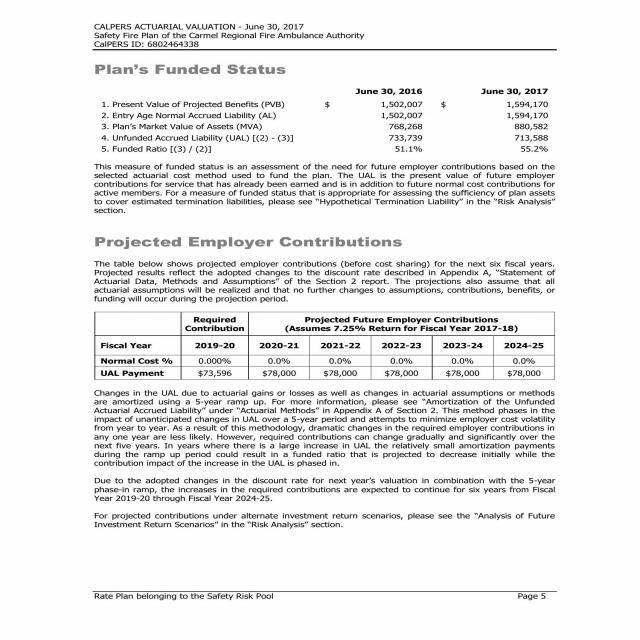 CALPERS ACTUARIAL VALUATION - June 30, 2017
Safety Fire Plan of the Carmel Regional Fire Ambulance Authority
CalPERS ID: 6802464338
Plan's Funded Status
June 30, 2016 June 30, 2017
1. Present Value of Projected Benefits (PVB) $ 1,502,007 $ 1,594,170
2. Entry Age Normal Accrued Liability (AL) 1,502,007 1,594,170
3. Plan's Market Value of Assets (MVA) 768,268 880,582
4. Unfunded Accrued Liability (UAL) [(2) - (3)] 733,739 713,588
5. Funded Ratio [(3) / (2)] 51.1% 55.2%
This measure of funded status is an assessment of the need for future employer contributions based on the
selected actuarial cost method used to fund the plan. The UAL is the present value of future employer
contributions for service that has already been earned and is in addition to future normal cost contributions for
active members. For a measure of funded status that is appropriate for assessing the sufficiency of plan assets
to cover estimated termination liabilities, please see "Hypothetical Termination Liability" in the "Risk Analysis"
section.
Projected Employer Contributions
The table below shows projected employer contributions (before cost sharing) for the next six fiscal years.
Projected results reflect the adopted changes to the discount rate described in Appendix A, "Statement of
Actuarial Data, Methods and Assumptions" of the Section 2 report. The projections also assume that all
actuarial assumptions will be realized and that no further changes to assumptions, contributions, benefits, or
funding will occur during the projection period.
Required Contribution Projected Future Employer Contributions
(Assumes 7.25% Return for Fiscal Year 2017-18)
Fiscal Year 2019-20 2020-21 2021-22 2022-23 2023-24 2024-25
Normal Cost % 0.000% 0.0% 0.0% 0.0% 0.0% 0.0%
UAL Payment $73,596 $78,000 $78,000 $78,000 $78,000 $78,000
Changes in the UAL due to actuarial gains or losses as well as changes in actuarial assumptions or methods
are amortized using a 5-year ramp up. For more information, please see "Amortization of the Unfunded
Actuarial Accrued Liability" under "Actuarial Methods" in Appendix A of Section 2. This method phases in the
impact of unanticipated changes in UAL over a 5-year period and attempts to minimize employer cost volatility
from year to year. As a result of this methodology, dramatic changes in the required employer contributions in
any one year are less likely. However, required contributions can change gradually and significantly over the
next five years. In years where there is a large increase in UAL the relatively small amortization payments
during the ramp up period could result in a funded ratio that is projected to decrease initially while the
contribution impact of the increase in the UAL is phased in.
Due to the adopted changes in the discount rate for next year's valuation in combination with the 5-year
phase-in ramp, the increases in the required contributions are expected to continue for six years from Fiscal
Year 2019-20 through Fiscal Year 2024-25.
For projected contributions under alternate investment return scenarios, please see the "Analysis of Future
Investment Return Scenarios" in the "Risk Analysis" section.
Rate Plan belonging to the Safety Risk Pool Page 5